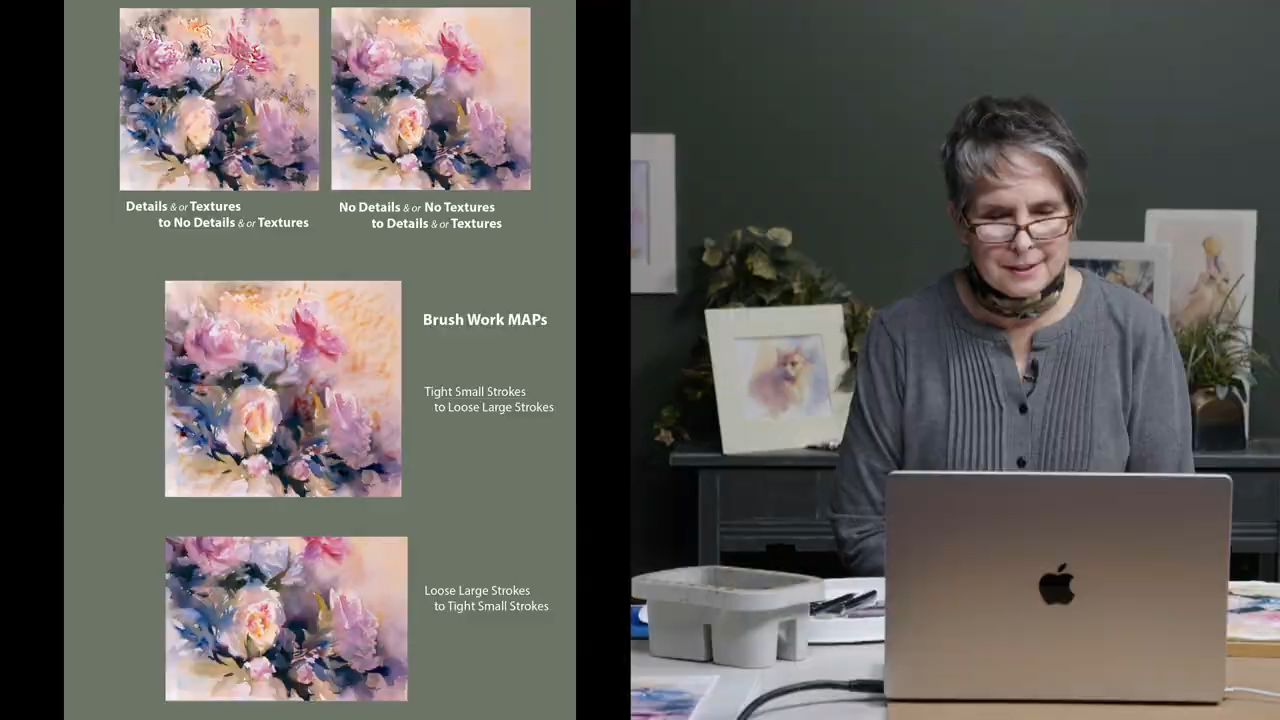 Details & or Textures
to No Details & or Textures
No Details & or No Textures
to Details & or Textures
Brush Work MAPs
Tight Small Strokes
to Loose Large Strokes
Loose Large Strokes
to Tight Small Strokes